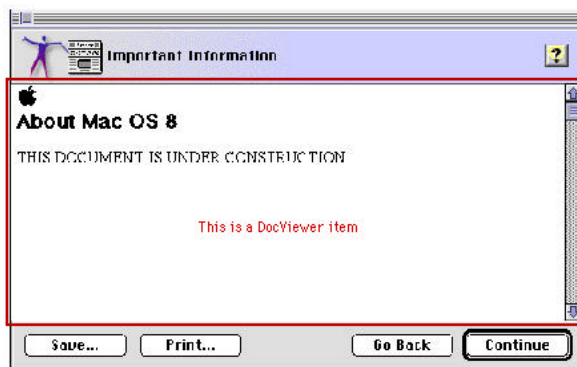 Important Information
?
About Mac OS 8
THIS DOCUMENT IS UNDER CONSTRUCTION
This is a DocViewer item
Save... Print... Go Back Continue